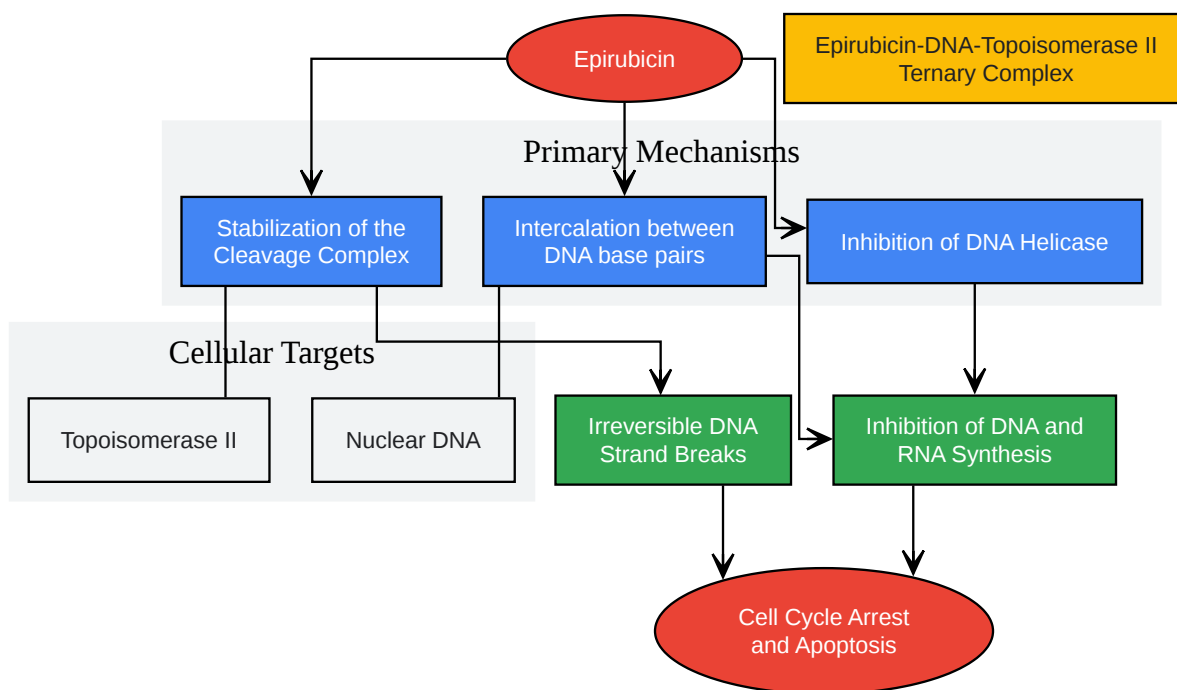 Epirubicin
Epirubicin-DNA-Topoisomerase II
Ternary Complex
Primary Mechanisms
Stabilization of the
Cleavage Complex
Intercalation between
DNA base pairs
Inhibition of DNA Helicase
Cellular Targets
Topoisomerase II
Nuclear DNA
Irreversible DNA
Strand Breaks
Inhibition of DNA and
RNA Synthesis
Cell Cycle Arrest
and Apoptosis